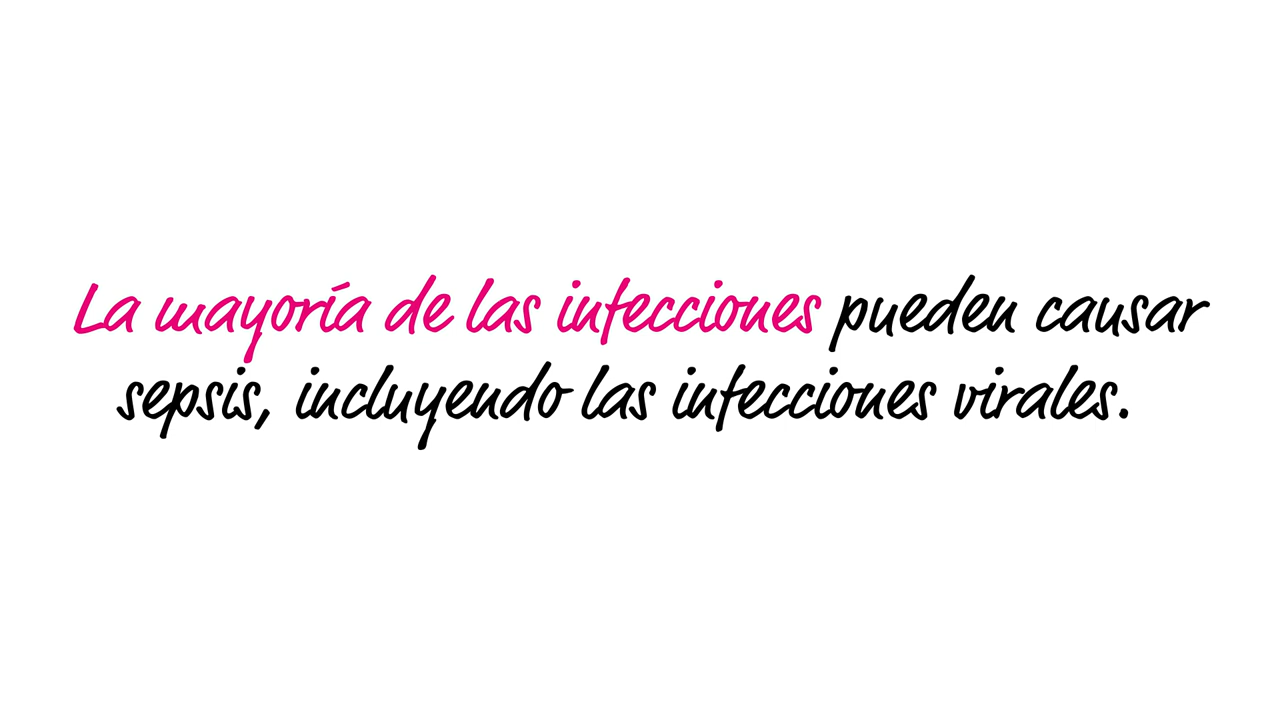 La mayoría de las infecciones pueden causar
sepsis, incluyendo las infecciones virales.